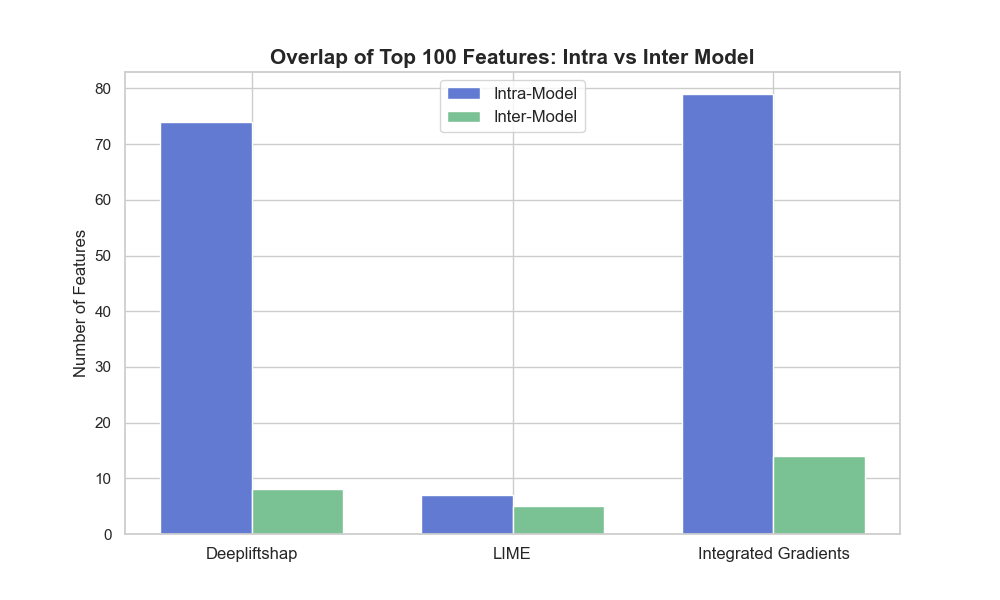 Overlap of Top 100 Features: Intra vs Inter Model
Intra-Model
Inter-Model
Number of Features
80
70
60
50
40
30
20
10
0
Deepliftshap
LIME
Integrated Gradients